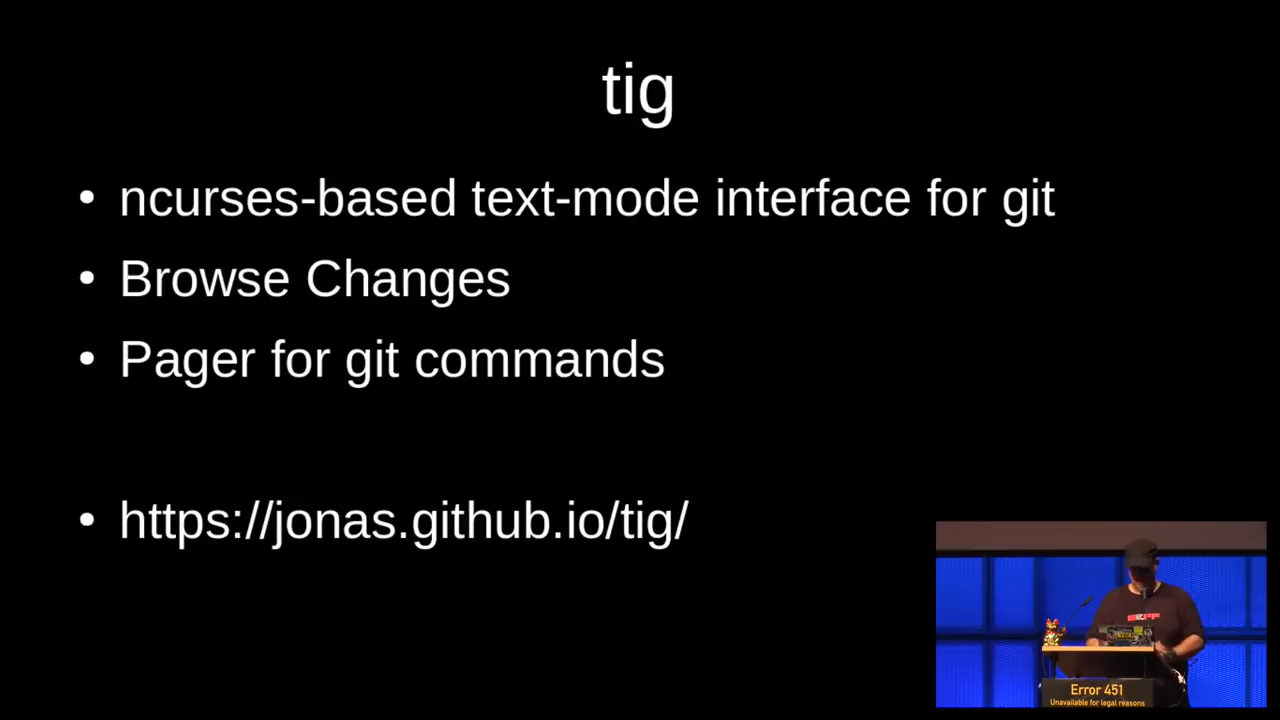 tig
• ncurses-based text-mode interface for git
• Browse Changes
• Pager for git commands
• https://jonas.github.io/tig/
Error 451
Unavailable for legal reasons